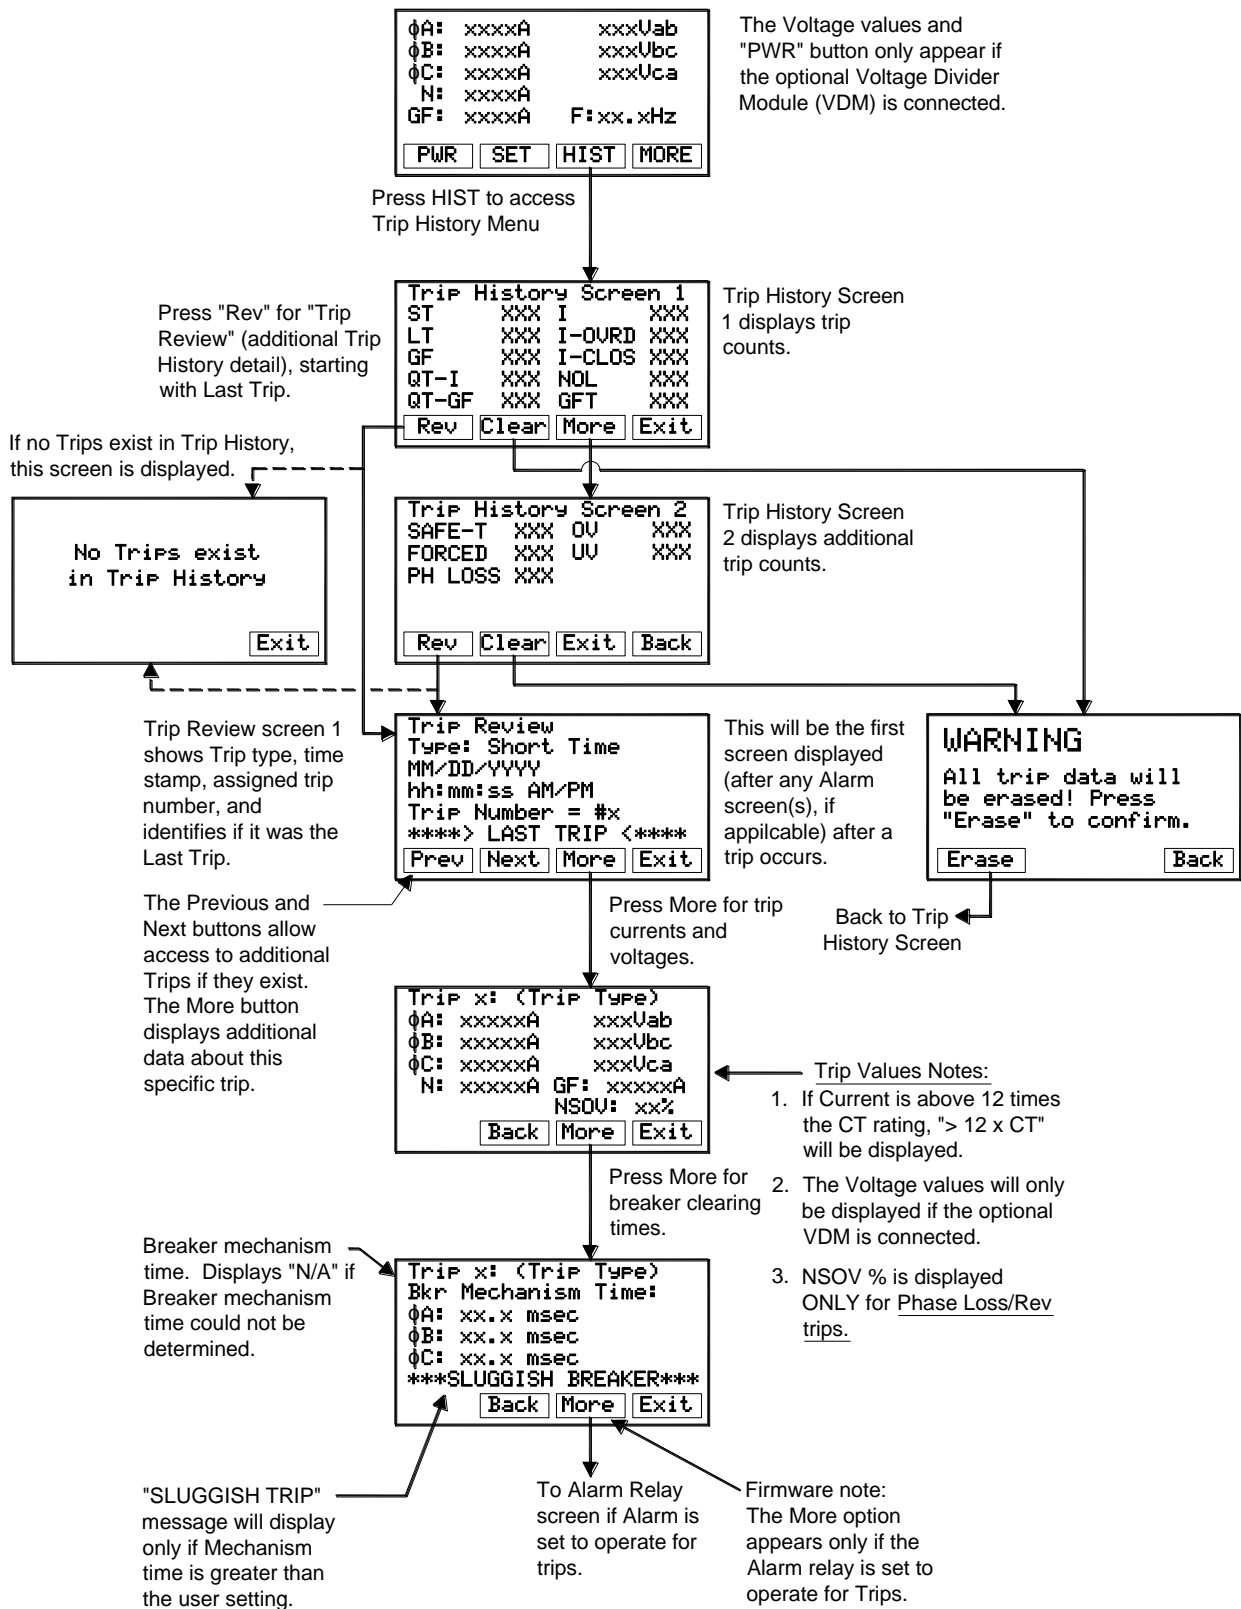 ϕA: xxxxA xxxVab
ϕB: xxxxA xxxVbc
ϕC: xxxxA xxxVca
N: xxxxA
GF: xxxxA F:xx.xHz
PWR SET HIST MORE
The Voltage values and
"PWR" button only appear if
the optional Voltage Divider
Module (VDM) is connected.
Press HIST to access
Trip History Menu
Press "Rev" for "Trip
Review" (additional Trip
History detail), starting
with Last Trip.
Trip History Screen 1
ST XXX I XXX
LT XXX I-OVRD XXX
GF XXX I-CLOS XXX
QT-I XXX NOL XXX
QT-GF XXX GFT XXX
Rev Clear More Exit
Trip History Screen
1 displays trip
counts.
If no Trips exist in Trip History,
this screen is displayed.
No Trips exist
in Trip History
Exit
Trip History Screen 2
SAFE-T XXX OV XXX
FORCED XXX UV XXX
PH LOSS XXX
Rev Clear Exit Back
Trip History Screen
2 displays additional
trip counts.
Trip Review screen 1
shows Trip type, time
stamp, assigned trip
number, and
identifies if it was the
Last Trip.
Trip Review
Type: Short Time
MM/DD/YYYY
hh:mm:ss AM/PM
Trip Number = #x
****> LAST TRIP <****
Prev Next More Exit
This will be the first
screen displayed
(after any Alarm
screen(s), if
appilcable) after a
trip occurs.
WARNING
All trip data will
be erased! Press
"Erase" to confirm.
Erase Back
Back to Trip
History Screen
The Previous and
Next buttons allow
access to additional
Trips if they exist.
The More button
displays additional
data about this
specific trip.
Press More for trip
currents and
voltages.
Trip x: (Trip Type)
ϕA: xxxxxA xxxVab
ϕB: xxxxxA xxxVbc
ϕC: xxxxxA xxxVca
N: xxxxxA GF: xxxxxA
NSOV: xx%
Back More Exit
Trip Values Notes:
1. If Current is above 12 times
the CT rating, "> 12 x CT"
will be displayed.
2. The Voltage values will only
be displayed if the optional
VDM is connected.
3. NSOV % is displayed
ONLY for Phase Loss/Rev
trips.
Press More for
breaker clearing
times.
Breaker mechanism
time. Displays "N/A" if
Breaker mechanism
time could not be
determined.
Trip x: (Trip Type)
Bkr Mechanism Time:
ϕA: xx.x msec
ϕB: xx.x msec
ϕC: xx.x msec
***SLUGGISH BREAKER***
Back More Exit
"SLUGGISH TRIP"
message will display
only if Mechanism
time is greater than
the user setting.
To Alarm Relay
screen if Alarm is
set to operate for
trips.
Firmware note:
The More option
appears only if the
Alarm relay is set to
operate for Trips.